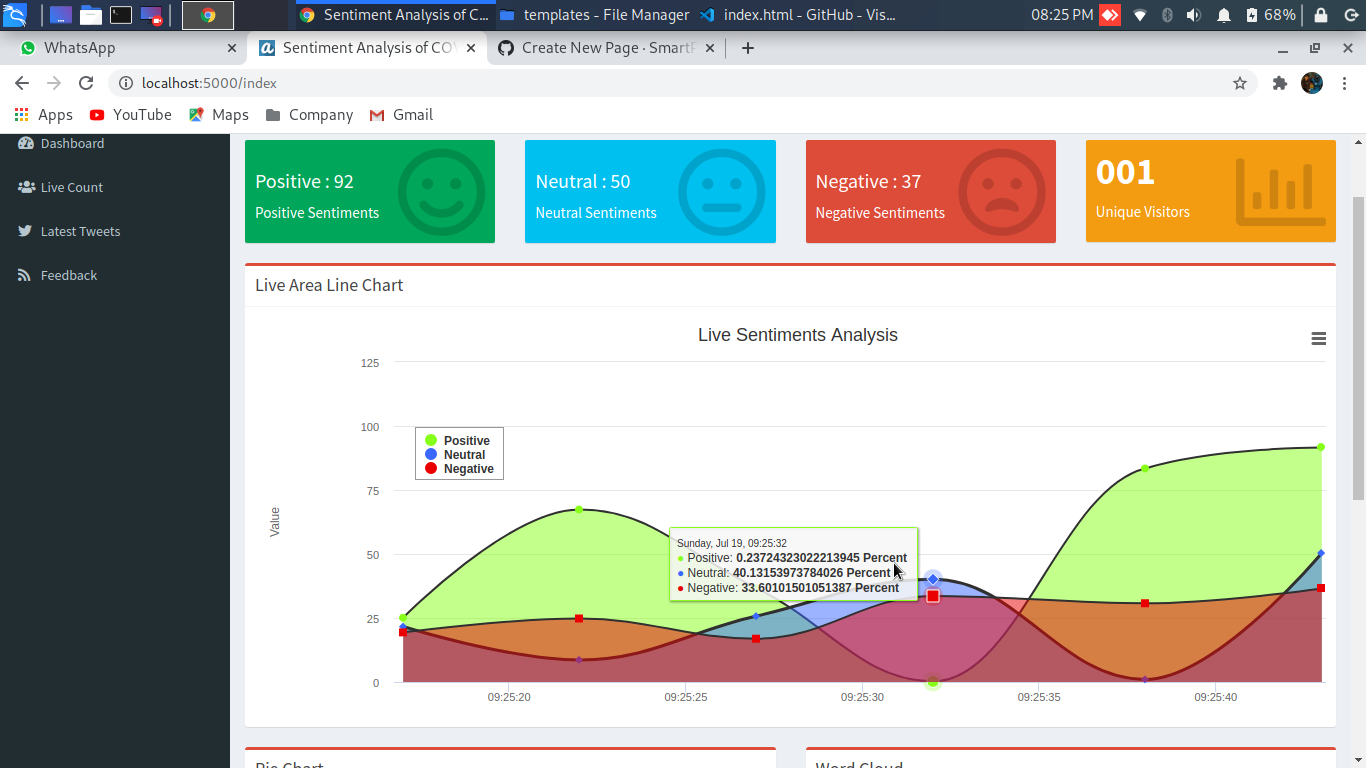 Sentiment Analysis of C...
templates - File Manager
index.html - GitHub - Vis...
08:25 PM
68%
WhatsApp
Sentiment Analysis of COV
Create New Page · SmartP
localhost:5000/index
Apps
YouTube
Maps
Company
Gmail
Dashboard
Live Count
Latest Tweets
Feedback
Positive : 92
Positive Sentiments
Neutral : 50
Neutral Sentiments
Negative : 37
Negative Sentiments
001
Unique Visitors
Live Area Line Chart
Live Sentiments Analysis
125
100
75
50
25
0
Value
Positive
Neutral
Negative
Sunday, Jul 19, 09:25:32
Positive: 0.23724323022213945 Percent
Neutral: 40.13153973784026 Percent
Negative: 33.60101501051387 Percent
09:25:20
09:25:25
09:25:30
09:25:35
09:25:40
Pie Chart
Word Cloud